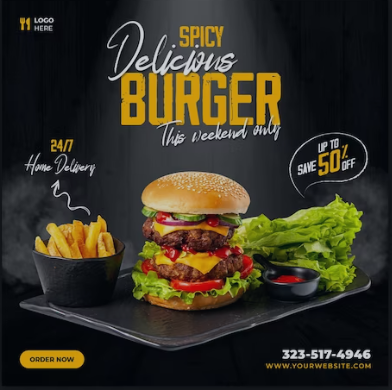 LOGO
HERE
SPICY
Delicious
BURGER
This weekend only
24/7
Home Delivery
UP TO
SAVE 50% OFF
ORDER NOW
323-517-4946
WWW.YOURWEBSITE.COM